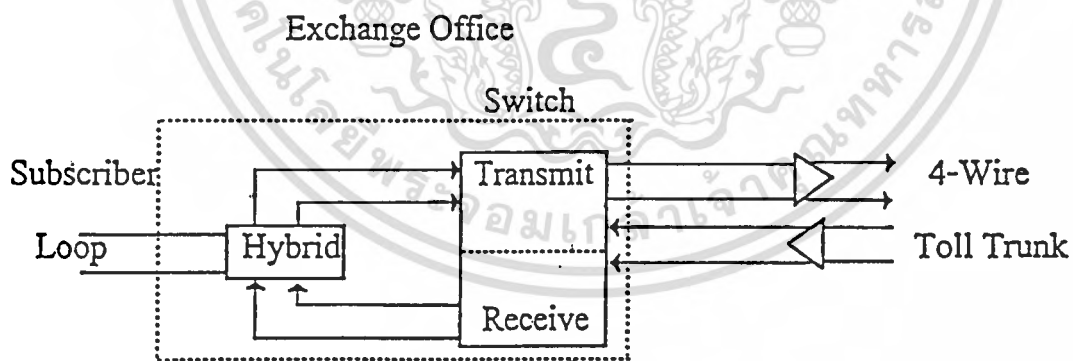 Exchange Office
Switch
Subscriber
Loop
Hybrid
Transmit
Receive
4-Wire
Toll Trunk